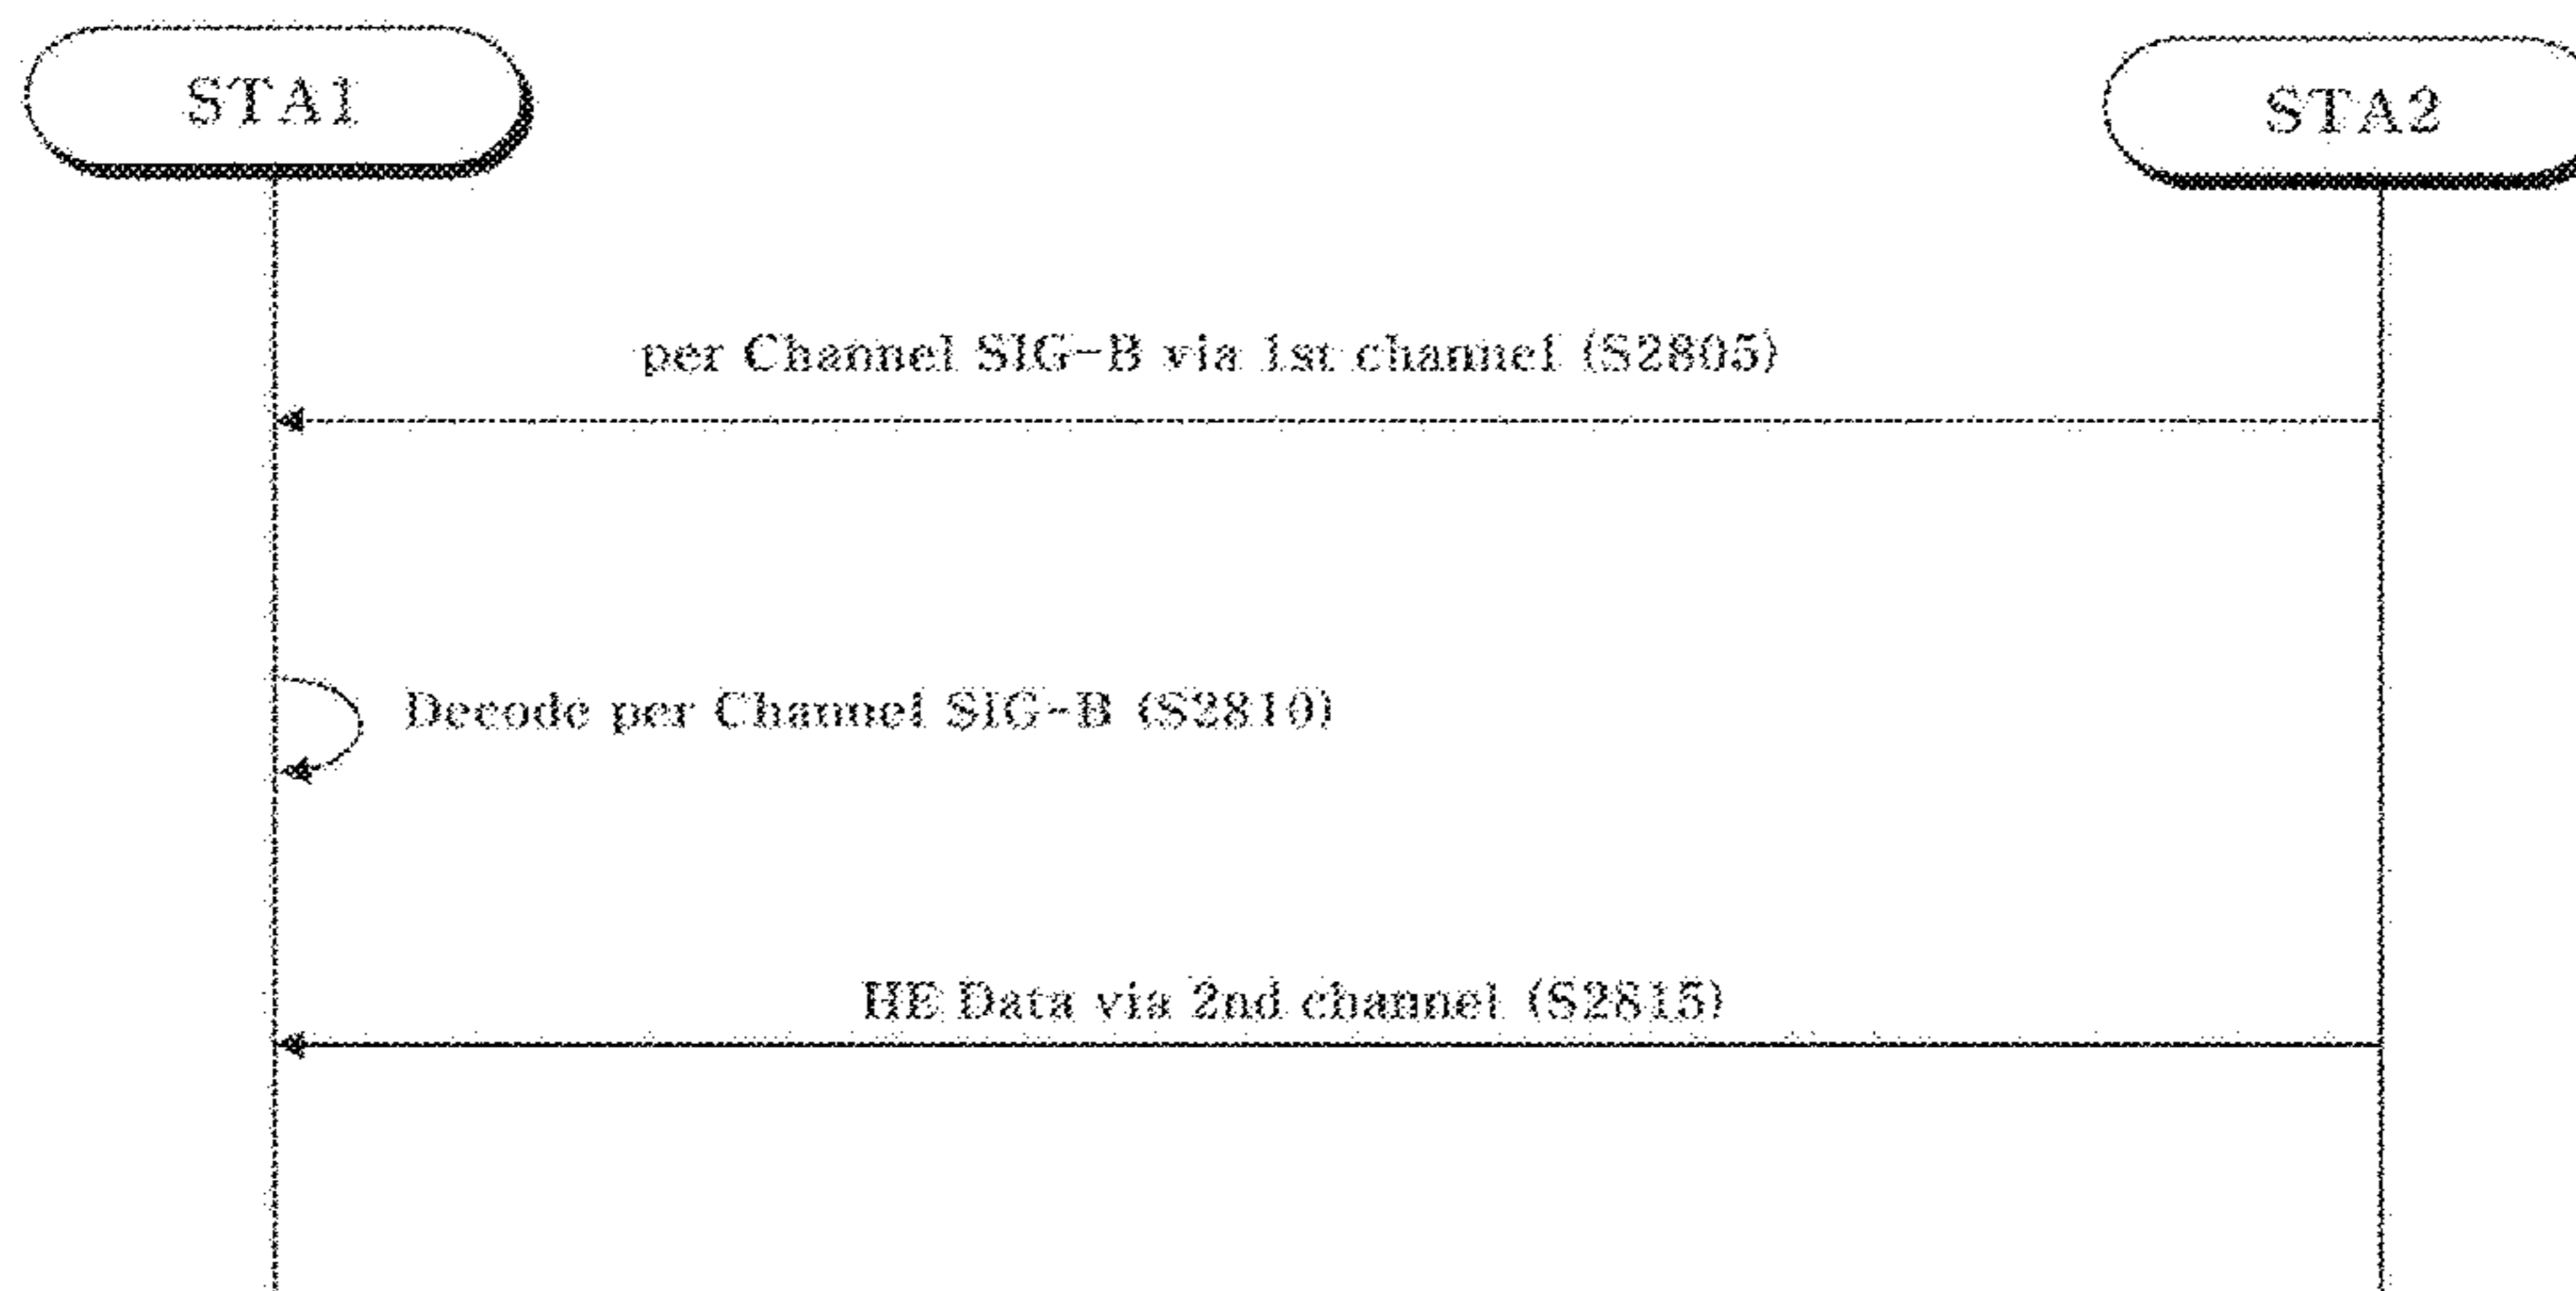 STA1
STA2
per Channel SIG-B via 1st channel (S2805)
Decode per Channel SIG-B (S2810)
HE Data via 2nd channel (S2815)